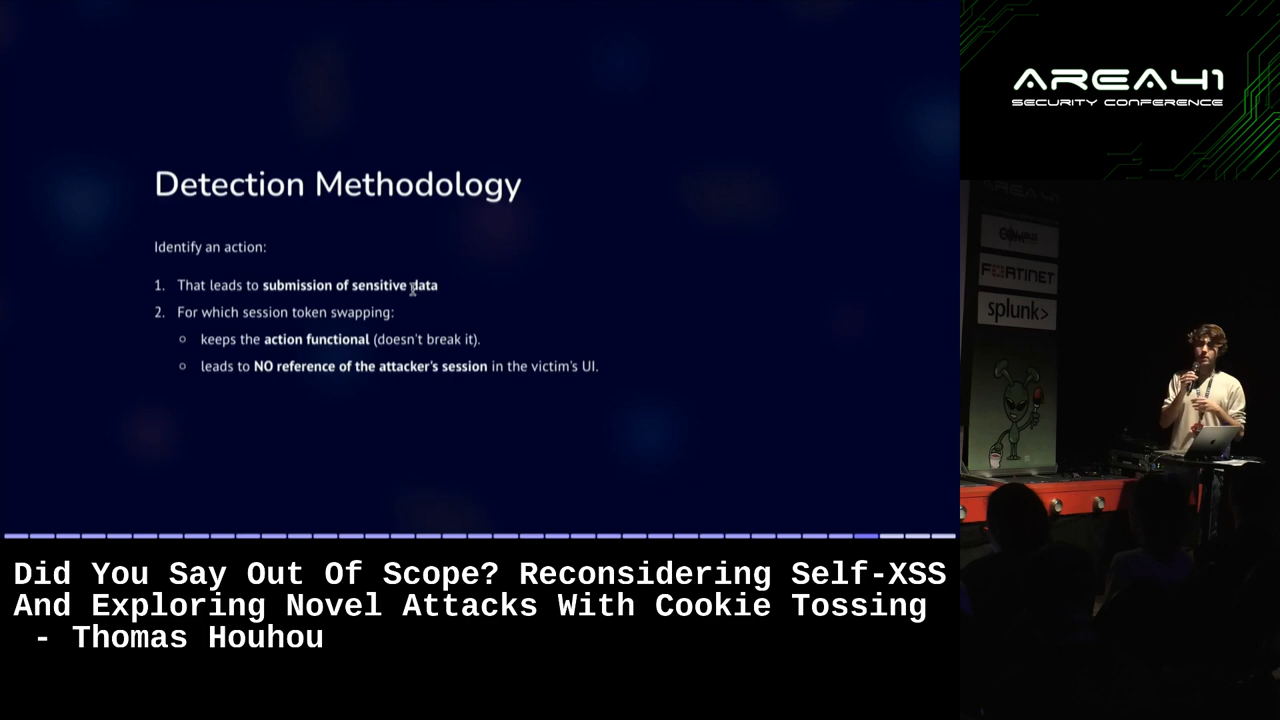 Detection Methodology
Identify an action:
1. That leads to submission of sensitive data
2. For which session token swapping:
keeps the action functional (doesn't break it).
leads to NO reference of the attacker's session in the victim's UI.
Did You Say Out Of Scope? Reconsidering Self-XSS
And Exploring Novel Attacks With Cookie Tossing
- Thomas Houhou
AREA41
SECURITY CONFERENCE
AREA41
FORTINET
splunk>